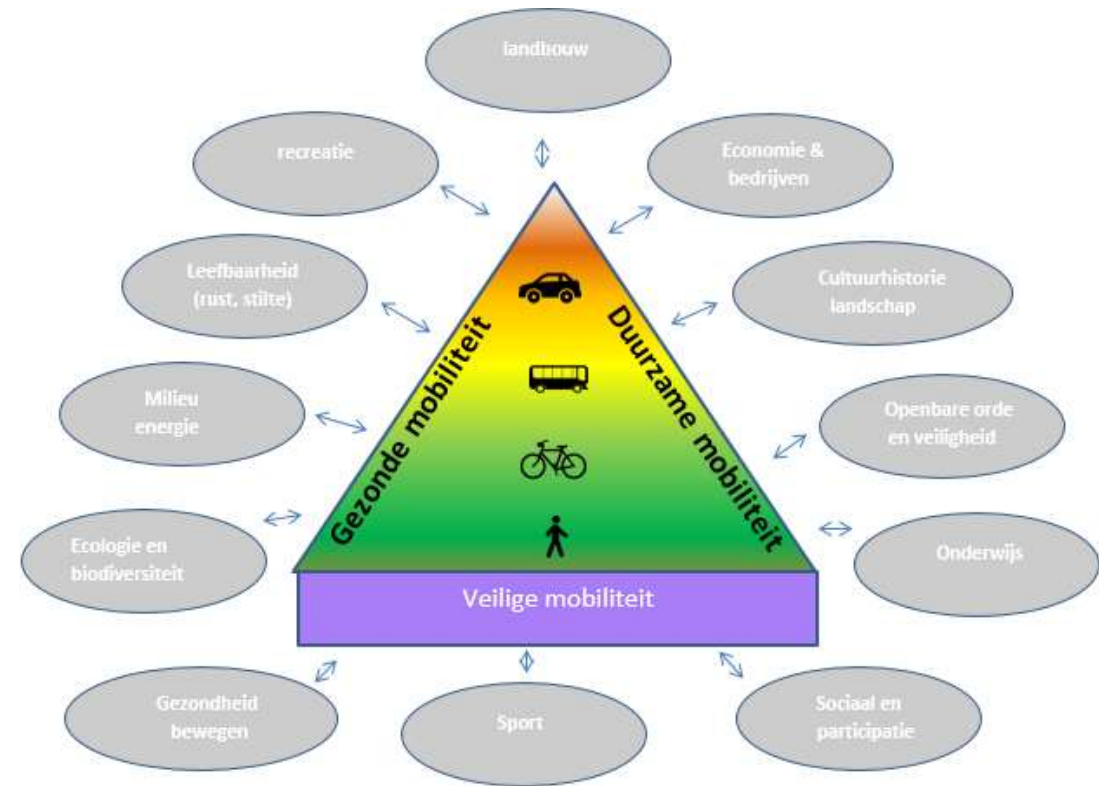 landbouw
recreatie
Economie &
bedrijven
Leefbaarheid
(rust, stilte)
Cultuurhistorie
landschap
Gezonde mobiliteit
Duurzame mobiliteit
Milieu
energie
Openbare orde
en veiligheid
Ecologie en
biodiversiteit
Onderwijs
Veilige mobiliteit
Gezondheid
bewegen
Sport
Sociaal en
participatie